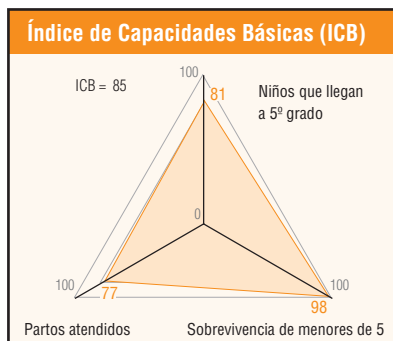 Índice de Capacidades Básicas (ICB)
100
ICB = 85
Niños que llegan
a 5º grado
81
0
100
100
77
98
Partos atendidos
Sobrevivencia de menores de 5